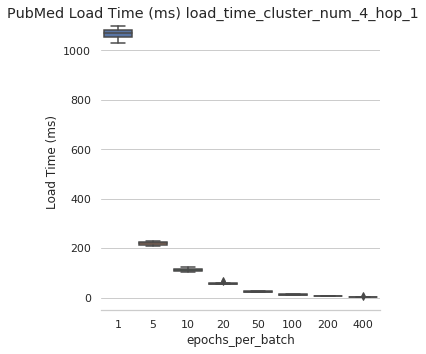 PubMed Load Time (ms) load_time_cluster_num_4_hop_1
1000
800
600
400
200
0
Load Time (ms)
1 5 10 20 50 100 200 400
epochs_per_batch